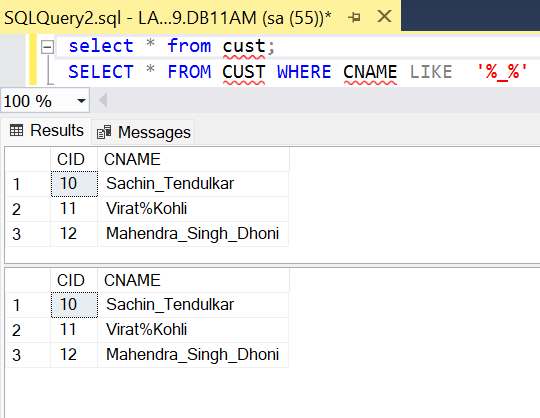 SQLQuery2.sql - LA...9.DB11AM (sa (55))*
select * from cust;
SELECT * FROM CUST WHERE CNAME LIKE '%_%'
100 %
Results Messages
CID CNAME
1 10 Sachin_Tendulkar
2 11 Virat%Kohli
3 12 Mahendra_Singh_Dhoni
CID CNAME
1 10 Sachin_Tendulkar
2 11 Virat%Kohli
3 12 Mahendra_Singh_Dhoni